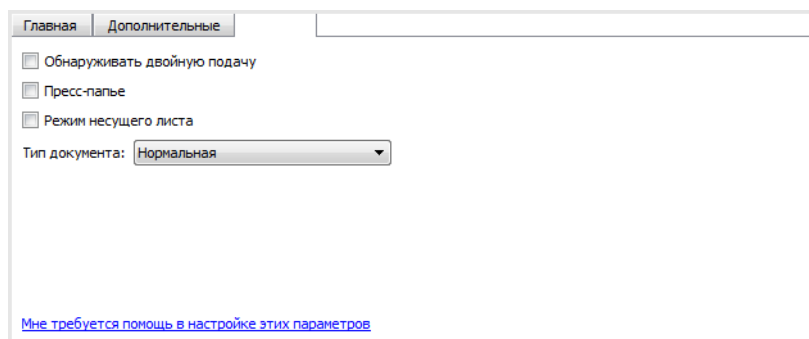 Главная Дополнительные
Обнаруживать двойную подачу
Пресс-папье
Режим несущего листа
Тип документа: Нормальная
Мне требуется помощь в настройке этих параметров